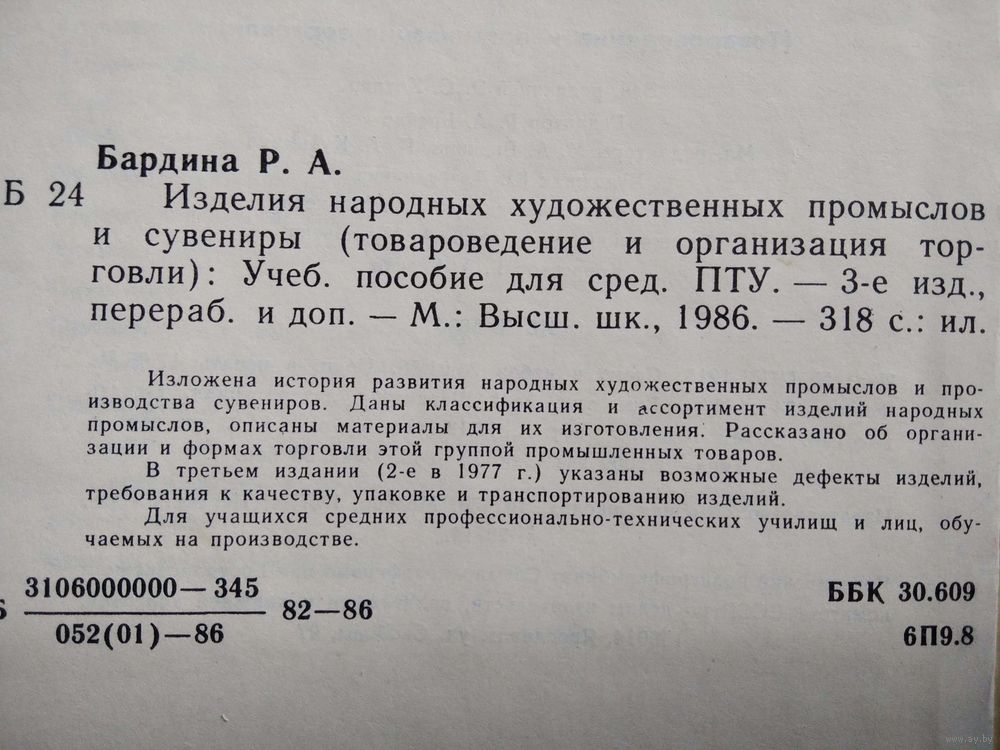 Бардина Р. А.
Б 24 Изделия народных художественных промыслов
и сувениры (товароведение и организация тор-
говли): Учеб. пособие для сред. ПТУ. — 3-е изд.,
перераб. и доп. — М.: Высш. шк., 1986. — 318 с.: ил.
Изложена история развития народных художественных промыслов и про-
изводства сувениров. Даны классификация и ассортимент изделий народных
промыслов, описаны материалы для их изготовления. Рассказано об органи-
зации и формах торговли этой группой промышленных товаров.
В третьем издании (2-е в 1977 г.) указаны возможные дефекты изделий,
требования к качеству, упаковке и транспортированию изделий.
Для учащихся средних профессионально-технических училищ и лиц, обу-
чаемых на производстве.
Б 3106000000—345 82—86 ББК 30.609
052(01)—86 6П9.8
www.ay.by